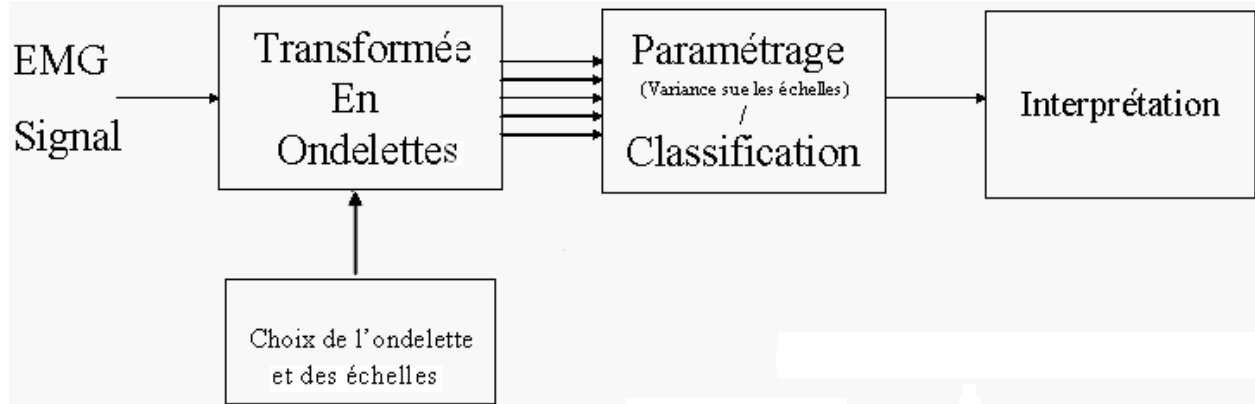 EMG
Signal
Transformée
En
Ondelettes
Paramétrage
(Variance sue les échelles)
/
Classification
Interprétation
Choix de l'ondelette
et des échelles